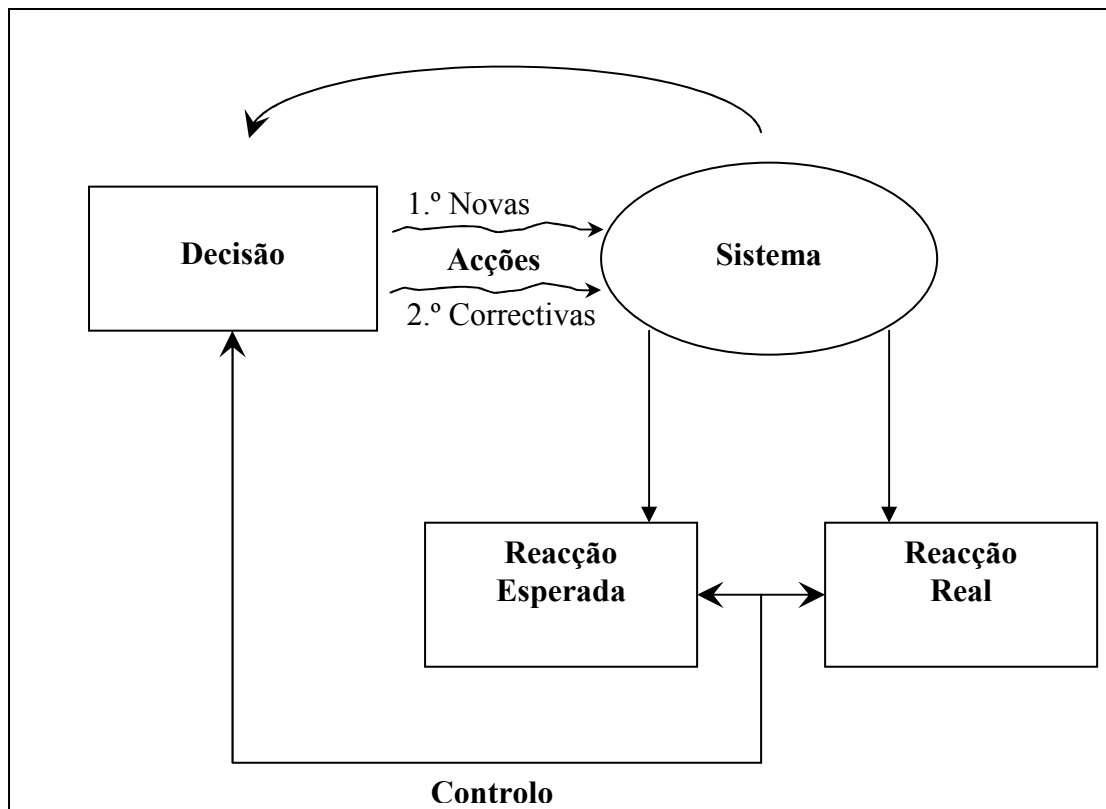 1.º Novas
Decisão
Acções
Sistema
2.º Correctivas
Reacção
Esperada
Reacção
Real
Controlo